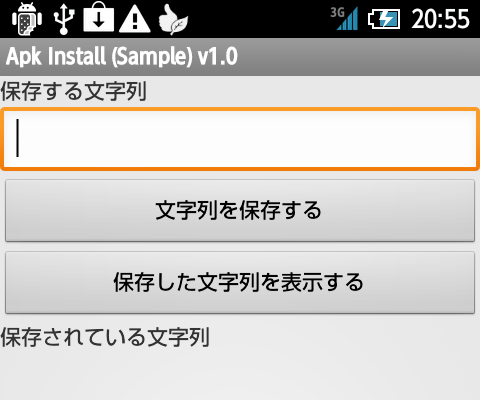 3G 20:55
Apk Install (Sample) v1.0
保存する文字列
文字列を保存する
保存した文字列を表示する
保存されている文字列